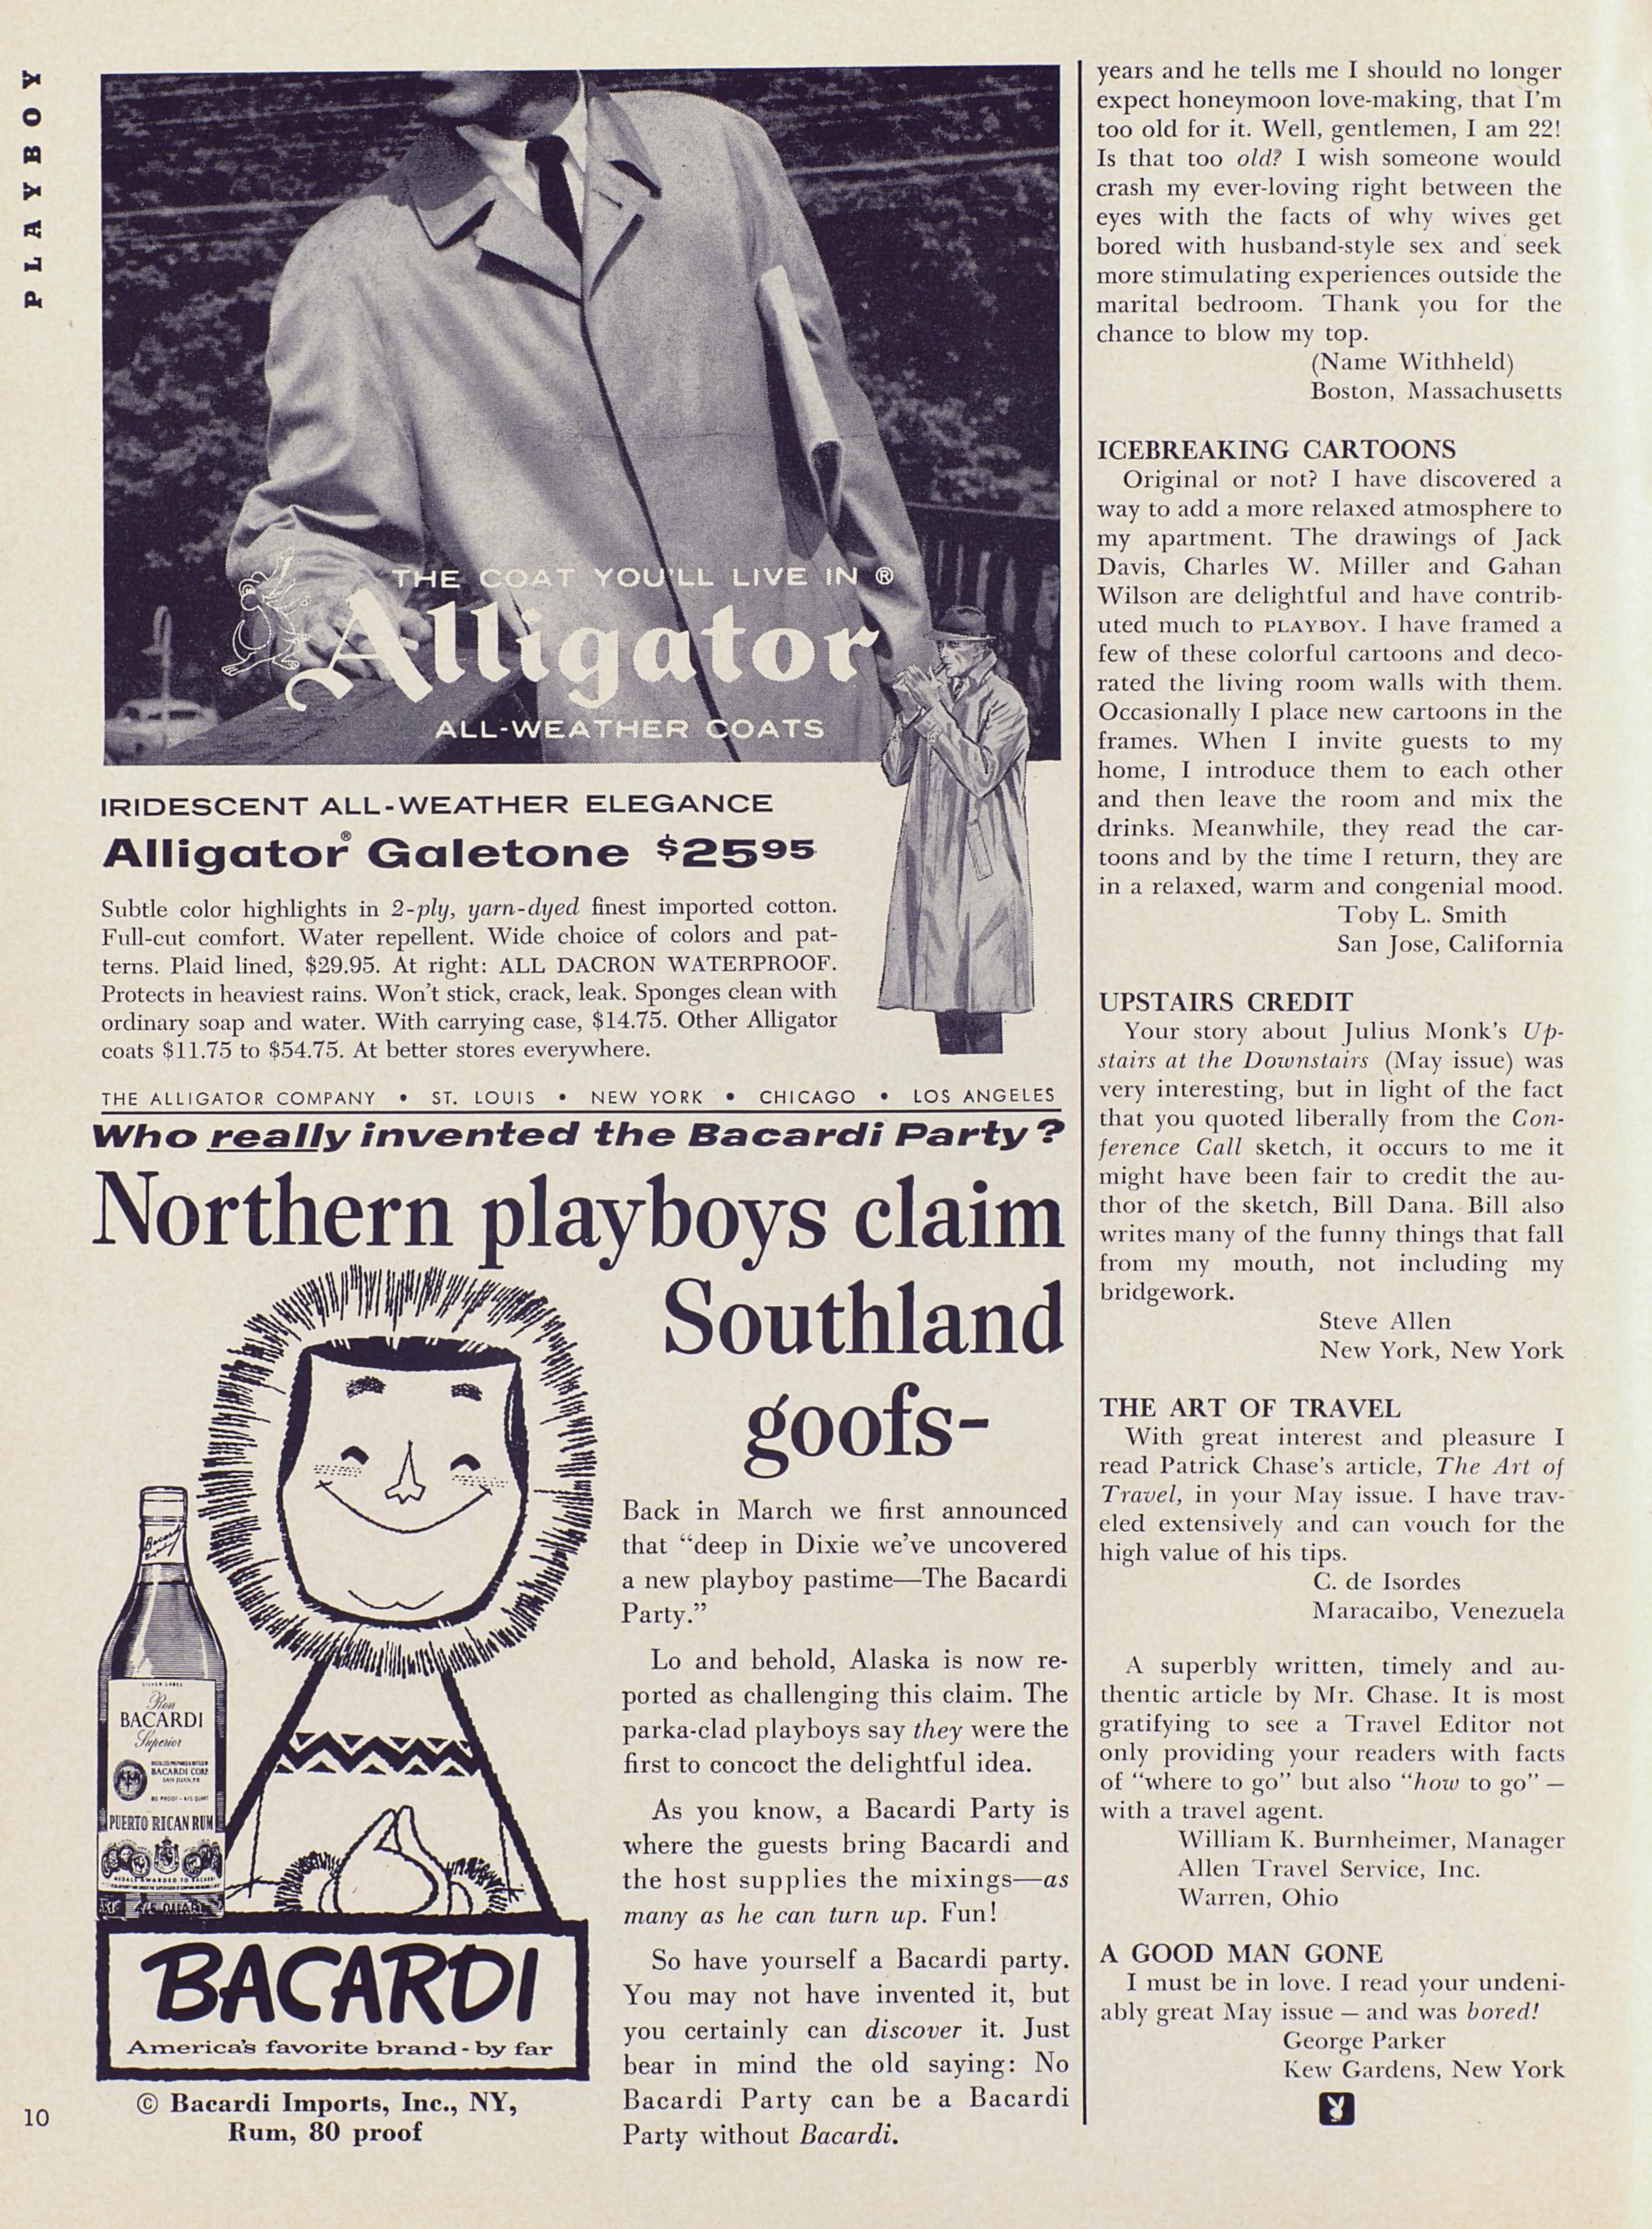 PLAYBOY
THE COAT YOU'LL LIVE IN ®
Alligator
ALL-WEATHER COATS
IRIDESCENT ALL-WEATHER ELEGANCE
Alligator® Galetone $25 95
Subtle color highlights in 2-ply, yarn-dyed finest imported cotton.
Full-cut comfort. Water repellent. Wide choice of colors and pat-
terns. Plaid lined, $29.95. At right: ALL DACRON WATERPROOF.
Protects in heaviest rains. Won't stick, crack, leak. Sponges clean with
ordinary soap and water. With carrying case, $14.75. Other Alligator
coats $11.75 to $54.75. At better stores everywhere.
THE ALLIGATOR COMPANY • ST. LOUIS • NEW YORK • CHICAGO • LOS ANGELES
Who really invented the Bacardi Party?
Northern playboys claim
Southland
goofs-
Back in March we first announced
that “deep in Dixie we've uncovered
a new playboy pastime—The Bacardi
Party.”
Lo and behold, Alaska is now re-
ported as challenging this claim. The
parka-clad playboys say they were the
first to concoct the delightful idea.
As you know, a Bacardi Party is
where the guests bring Bacardi and
the host supplies the mixings—as
many as he can turn up. Fun!
So have yourself a Bacardi party.
You may not have invented it, but
you certainly can discover it. Just
bear in mind the old saying: No
Bacardi Party can be a Bacardi
Party without Bacardi.
SILVER LABEL
Ron
BACARDI
Superior
BACARDI CORP.
SAN JUAN, P.R.
80 PROOF - 4/5 QUART
PUERTO RICAN RUM
MEDALS AWARDED TO BACARDI
4/5 QUART
BACARDI
America's favorite brand - by far
© Bacardi Imports, Inc., NY,
Rum, 80 proof
10
years and he tells me I should no longer
expect honeymoon love-making, that I'm
too old for it. Well, gentlemen, I am 22!
Is that too old? I wish someone would
crash my ever-loving right between the
eyes with the facts of why wives get
bored with husband-style sex and seek
more stimulating experiences outside the
marital bedroom. Thank you for the
chance to blow my top.
(Name Withheld)
Boston, Massachusetts
ICEBREAKING CARTOONS
Original or not? I have discovered a
way to add a more relaxed atmosphere to
my apartment. The drawings of Jack
Davis, Charles W. Miller and Gahan
Wilson are delightful and have contrib-
uted much to PLAYBOY. I have framed a
few of these colorful cartoons and deco-
rated the living room walls with them.
Occasionally I place new cartoons in the
frames. When I invite guests to my
home, I introduce them to each other
and then leave the room and mix the
drinks. Meanwhile, they read the car-
toons and by the time I return, they are
in a relaxed, warm and congenial mood.
Toby L. Smith
San Jose, California
UPSTAIRS CREDIT
Your story about Julius Monk's Up-
stairs at the Downstairs (May issue) was
very interesting, but in light of the fact
that you quoted liberally from the Con-
ference Call sketch, it occurs to me it
might have been fair to credit the au-
thor of the sketch, Bill Dana. Bill also
writes many of the funny things that fall
from my mouth, not including my
bridgework.
Steve Allen
New York, New York
THE ART OF TRAVEL
With great interest and pleasure I
read Patrick Chase's article, The Art of
Travel, in your May issue. I have trav-
eled extensively and can vouch for the
high value of his tips.
C. de Isordes
Maracaibo, Venezuela
A superbly written, timely and au-
thentic article by Mr. Chase. It is most
gratifying to see a Travel Editor not
only providing your readers with facts
of “where to go” but also “how to go” —
with a travel agent.
William K. Burnheimer, Manager
Allen Travel Service, Inc.
Warren, Ohio
A GOOD MAN GONE
I must be in love. I read your undeni-
ably great May issue — and was bored!
George Parker
Kew Gardens, New York